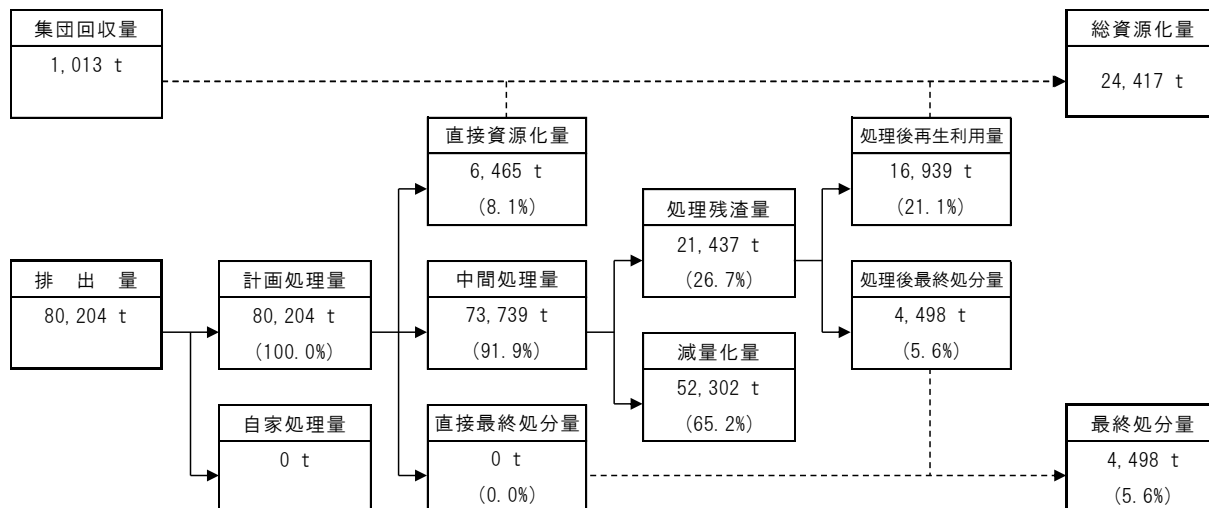 集団回収量
1,013 t
総資源化量
24,417 t
直接資源化量
6,465 t
(8.1%)
処理後再生利用量
16,939 t
(21.1%)
処理残渣量
21,437 t
(26.7%)
排 出 量
80,204 t
計画処理量
80,204 t
(100.0%)
中間処理量
73,739 t
(91.9%)
処理後最終処分量
4,498 t
(5.6%)
減量化量
52,302 t
(65.2%)
自家処理量
0 t
直接最終処分量
0 t
(0.0%)
最終処分量
4,498 t
(5.6%)